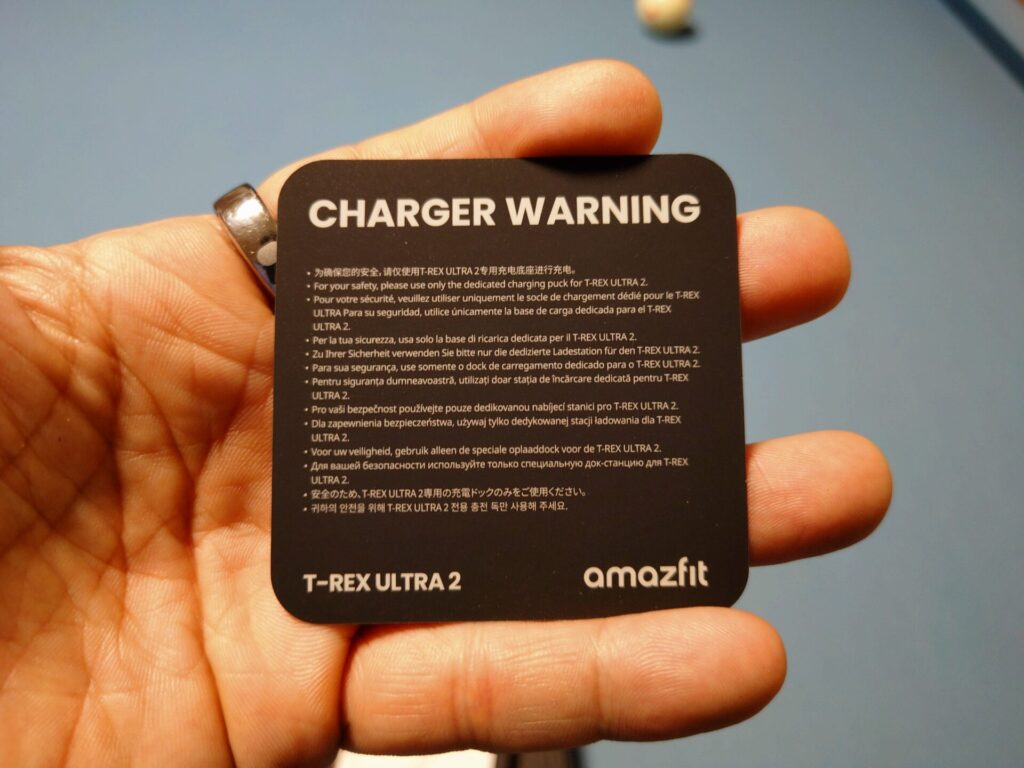 CHARGER WARNING
• 为确保您的安全，请仅使用T-REX ULTRA 2专用充电底座进行充电。
• For your safety, please use only the dedicated charging puck for T-REX ULTRA 2.
• Pour votre sécurité, veuillez utiliser uniquement le socle de chargement dédié pour le T-REX
ULTRA Para su seguridad, utilice únicamente la base de carga dedicada para el T-REX
ULTRA 2.
• Per la tua sicurezza, usa solo la base di ricarica dedicata per il T-REX ULTRA 2.
• Zu Ihrer Sicherheit verwenden Sie bitte nur die dedizierte Ladestation für den T-REX ULTRA 2.
• Para sua segurança, use somente o dock de carregamento dedicado para o T-REX ULTRA 2.
• Pentru siguranța dumneavoastră, utilizați doar stația de încărcare dedicată pentru T-REX
ULTRA 2.
• Pro vaši bezpečnost používejte pouze dedikovanou nabíjecí stanici pro T-REX ULTRA 2.
• Dla zapewnienia bezpieczeństwa, używaj tylko dedykowanej stacji ładowania dla T-REX
ULTRA 2.
• Voor uw veiligheid, gebruik alleen de speciale oplaaddock voor de T-REX ULTRA 2.
• Для вашей безопасности используйте только специальную док-станцию для T-REX
ULTRA 2.
• 安全のため、T-REX ULTRA 2専用の充電ドックのみをご使用ください。
• 귀하의 안전을 위해 T-REX ULTRA 2 전용 충전 독만 사용해 주세요.
T-REX ULTRA 2
amazfit